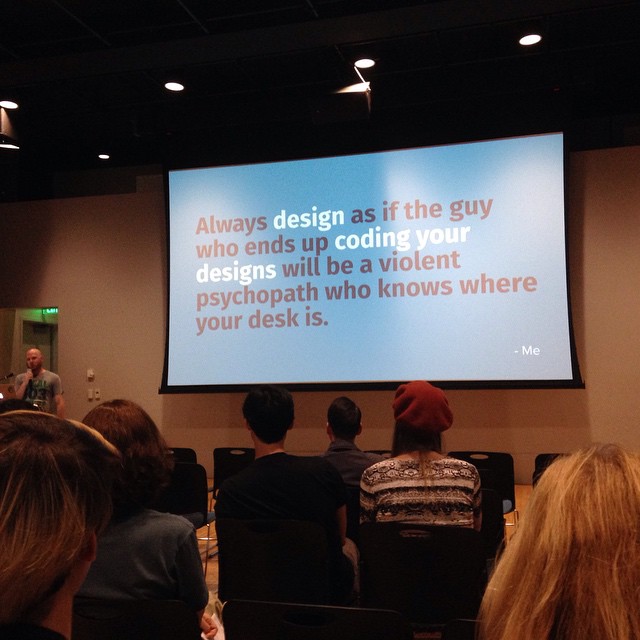 Always design as if the guy
who ends up coding your
designs will be a violent
psychopath who knows where
your desk is.
- Me